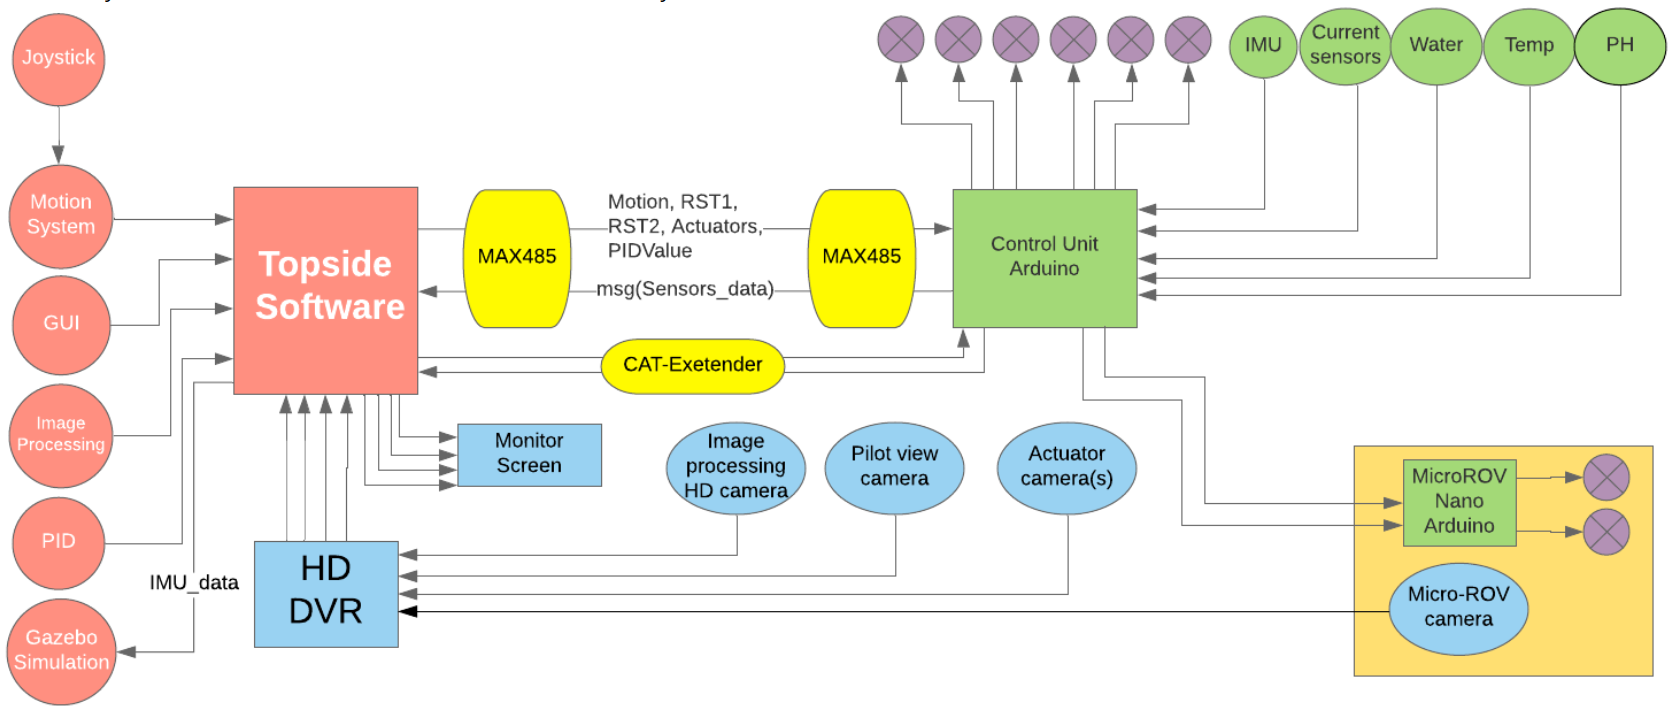 Joystick
IMU
Current
sensors
Water
Temp
PH
Motion
System
Topside
Software
MAX485
Motion, RST1,
RST2, Actuators,
PIDValue
msg(Sensors_data)
MAX485
Control Unit
Arduino
GUI
CAT-Exetender
Image
Processing
Monitor
Screen
Image
processing
HD camera
Pilot view
camera
Actuator
camera(s)
MicroROV
Nano
Arduino
PID
HD
DVR
IMU_data
Micro-ROV
camera
Gazebo
Simulation